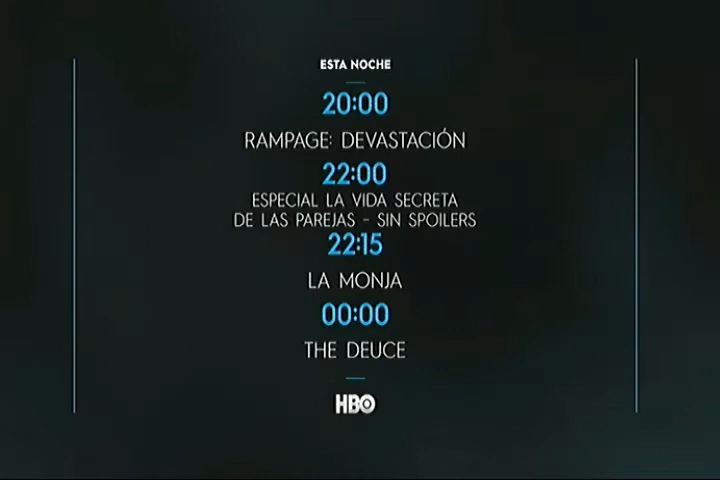 ESTA NOCHE
20:00
RAMPAGE: DEVASTACIÓN
22:00
ESPECIAL LA VIDA SECRETA
DE LAS PAREJAS - SIN SPOILERS
22:15
LA MONJA
00:00
THE DEUCE
HBO